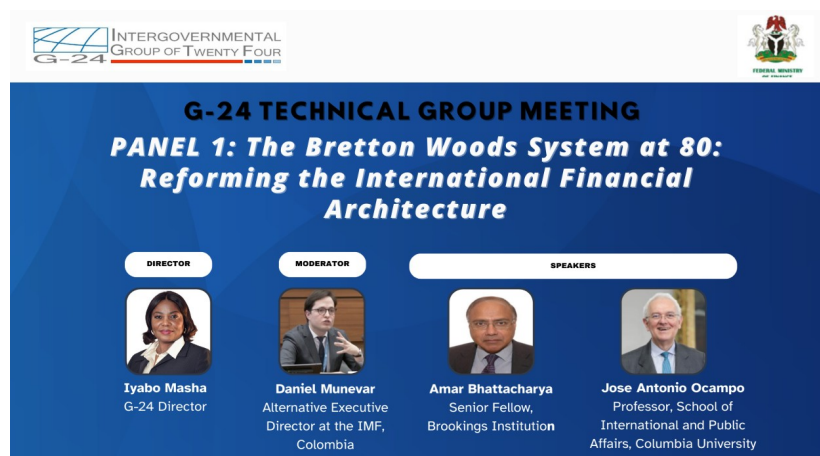 INTERGOVERNMENTAL
GROUP OF TWENTY FOUR
G-24
FEDERAL MINISTRY
OF FINANCE
G-24 TECHNICAL GROUP MEETING
PANEL 1: The Bretton Woods System at 80:
Reforming the International Financial
Architecture
DIRECTOR
MODERATOR
SPEAKERS
Iyabo Masha
G-24 Director
Daniel Munevar
Alternative Executive
Director at the IMF,
Colombia
Amar Bhattacharya
Senior Fellow,
Brookings Institution
Jose Antonio Ocampo
Professor, School of
International and Public
Affairs, Columbia University